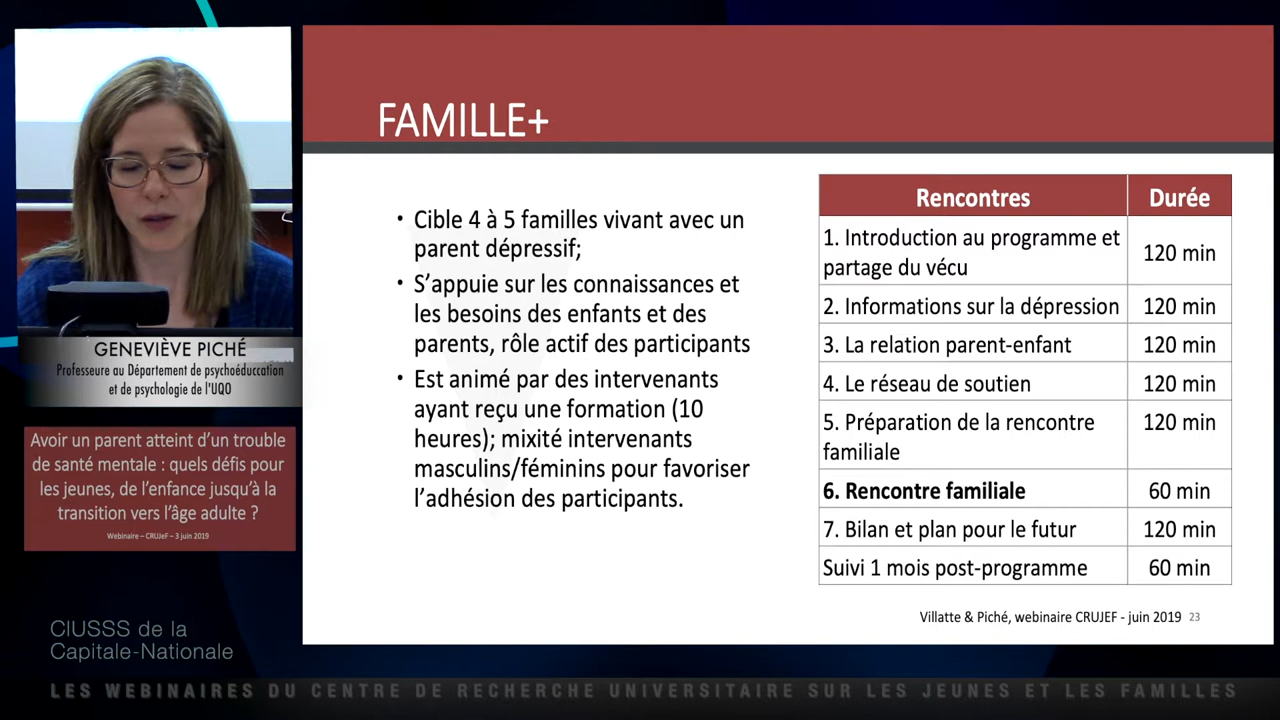 FAMILLE+
• Cible 4 à 5 familles vivant avec un
parent dépressif;
• S'appuie sur les connaissances et
les besoins des enfants et des
parents, rôle actif des participants
• Est animé par des intervenants
ayant reçu une formation (10
heures); mixité intervenants
masculins/féminins pour favoriser
l'adhésion des participants.
Rencontres Durée
1. Introduction au programme et
partage du vécu 120 min
2. Informations sur la dépression 120 min
3. La relation parent-enfant 120 min
4. Le réseau de soutien 120 min
5. Préparation de la rencontre 120 min
familiale
6. Rencontre familiale 60 min
7. Bilan et plan pour le futur 120 min
Suivi 1 mois post-programme 60 min
Villatte & Piché, webinaire CRUJEF - juin 2019 23
GENEVIÈVE PICHÉ
Professeure au Département de psychoéduccation
et de psychologie de l'UQO
Avoir un parent atteint d'un trouble
de santé mentale : quels défis pour
les jeunes, de l'enfance jusqu'à la
transition vers l'âge adulte ?
Webinaire – CRUJeF – 3 juin 2019
CIUSSS de la
Capitale-Nationale
LES WEBINAIRES DU CENTRE DE RECHERCHE UNIVERSITAIRE SUR LES JEUNES ET LES FAMILLES